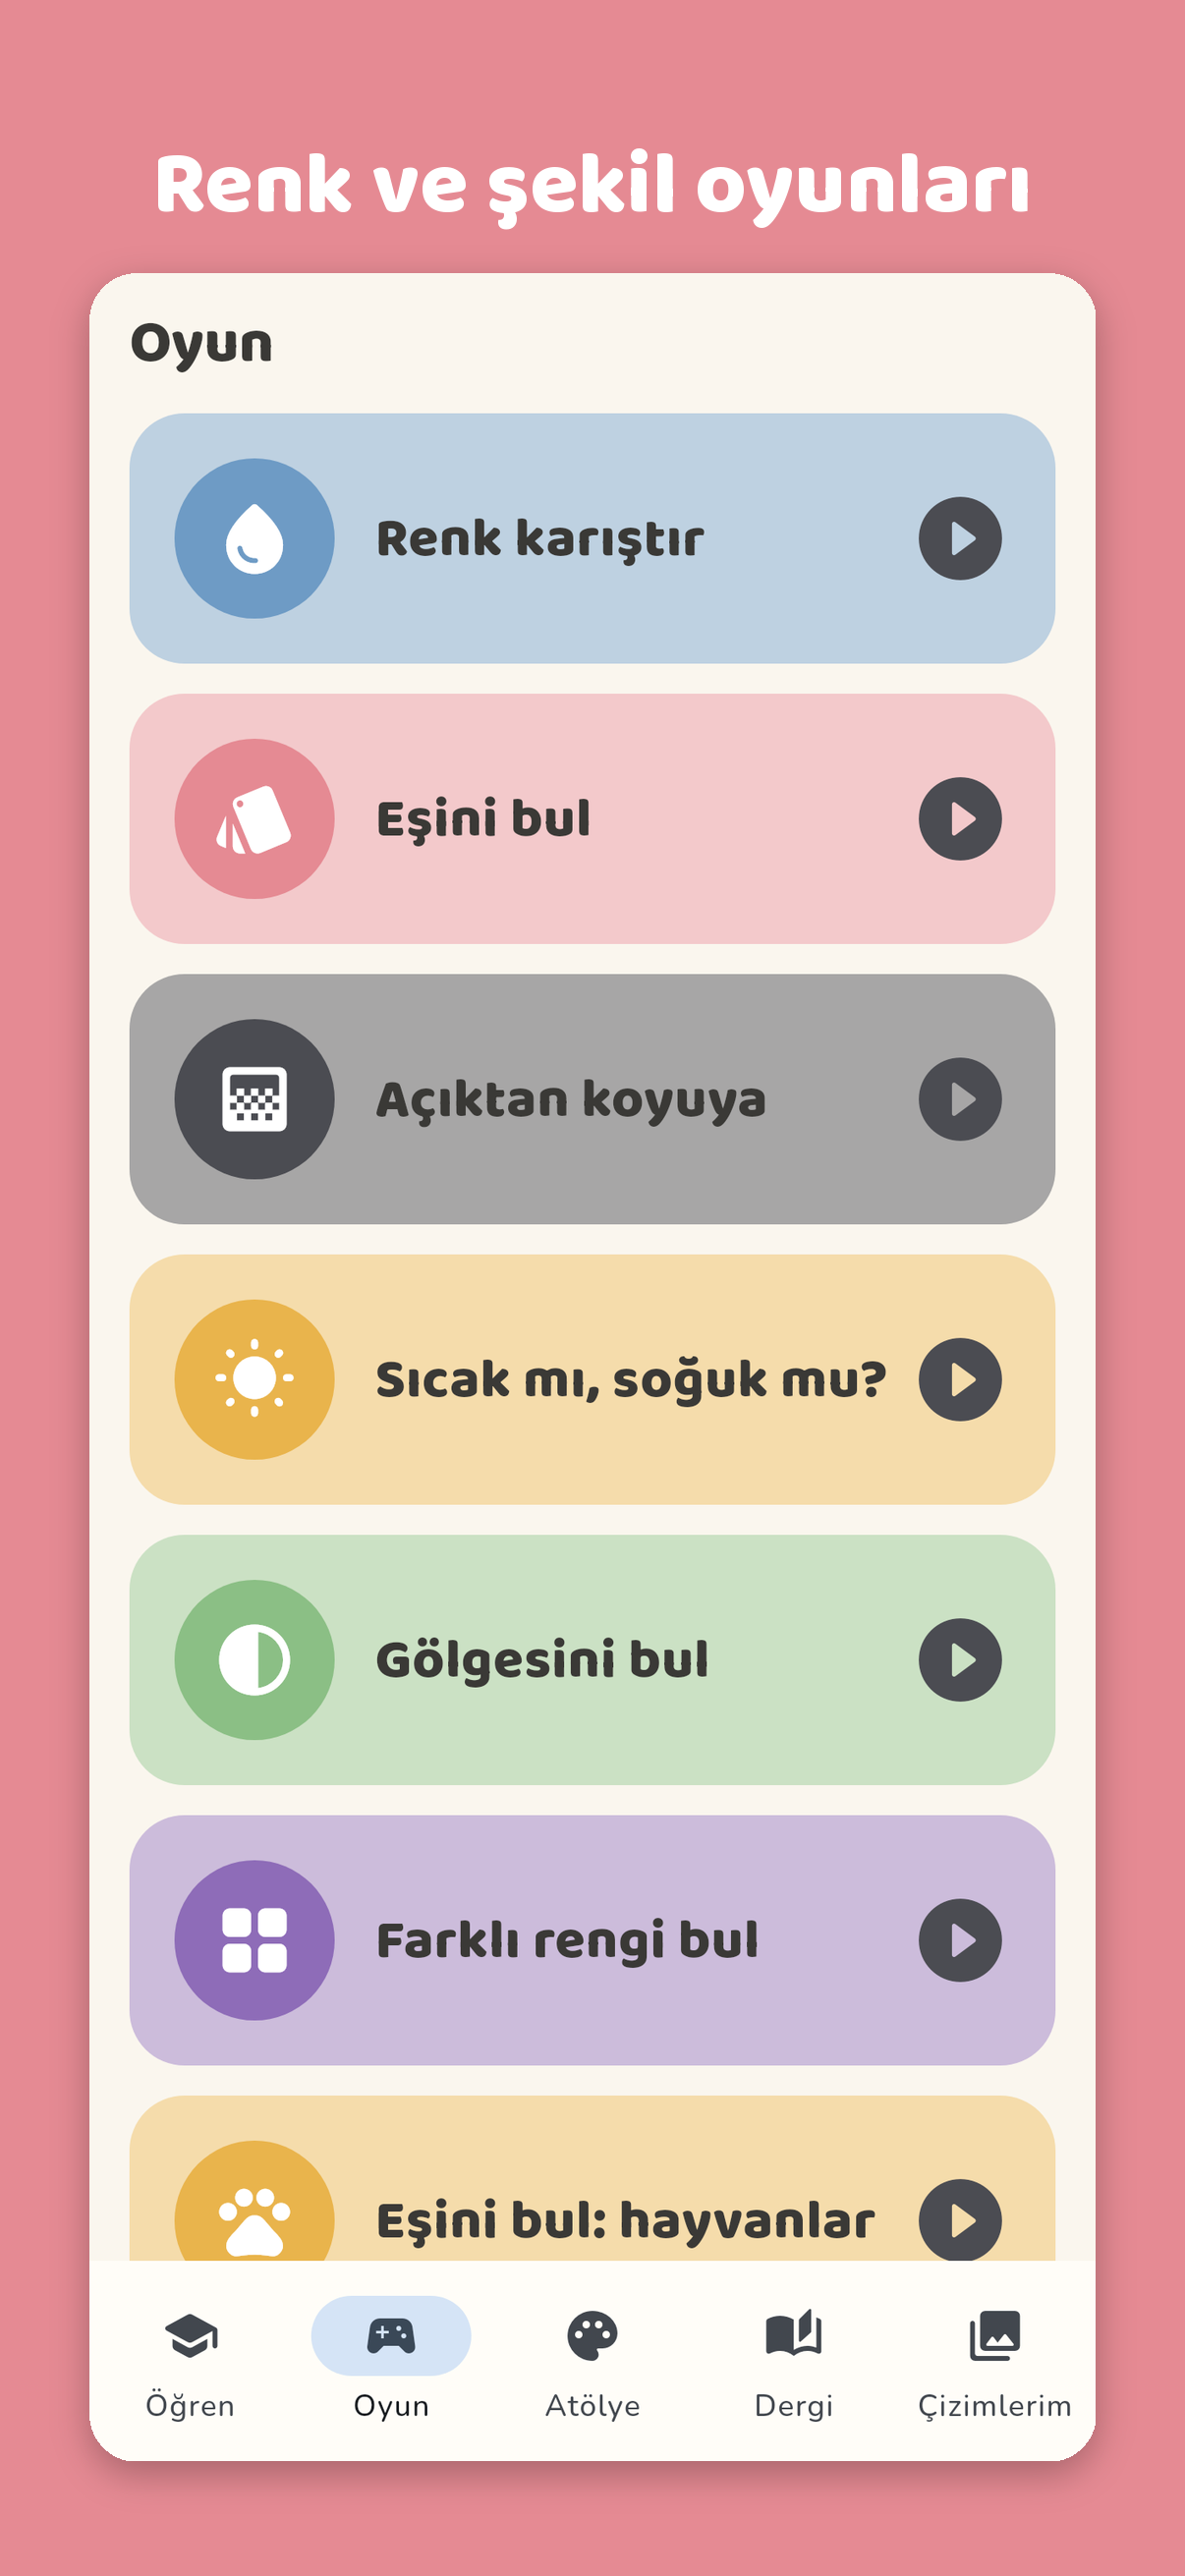 Renk ve şekil oyunları
Oyun
Renk karıştır
Eşini bul
Açıktan koyuya
Sıcak mı, soğuk mu?
Gölgesini bul
Farklı rengi bul
Eşini bul: hayvanlar
Öğren
Oyun
Atölye
Dergi
Çizimlerim